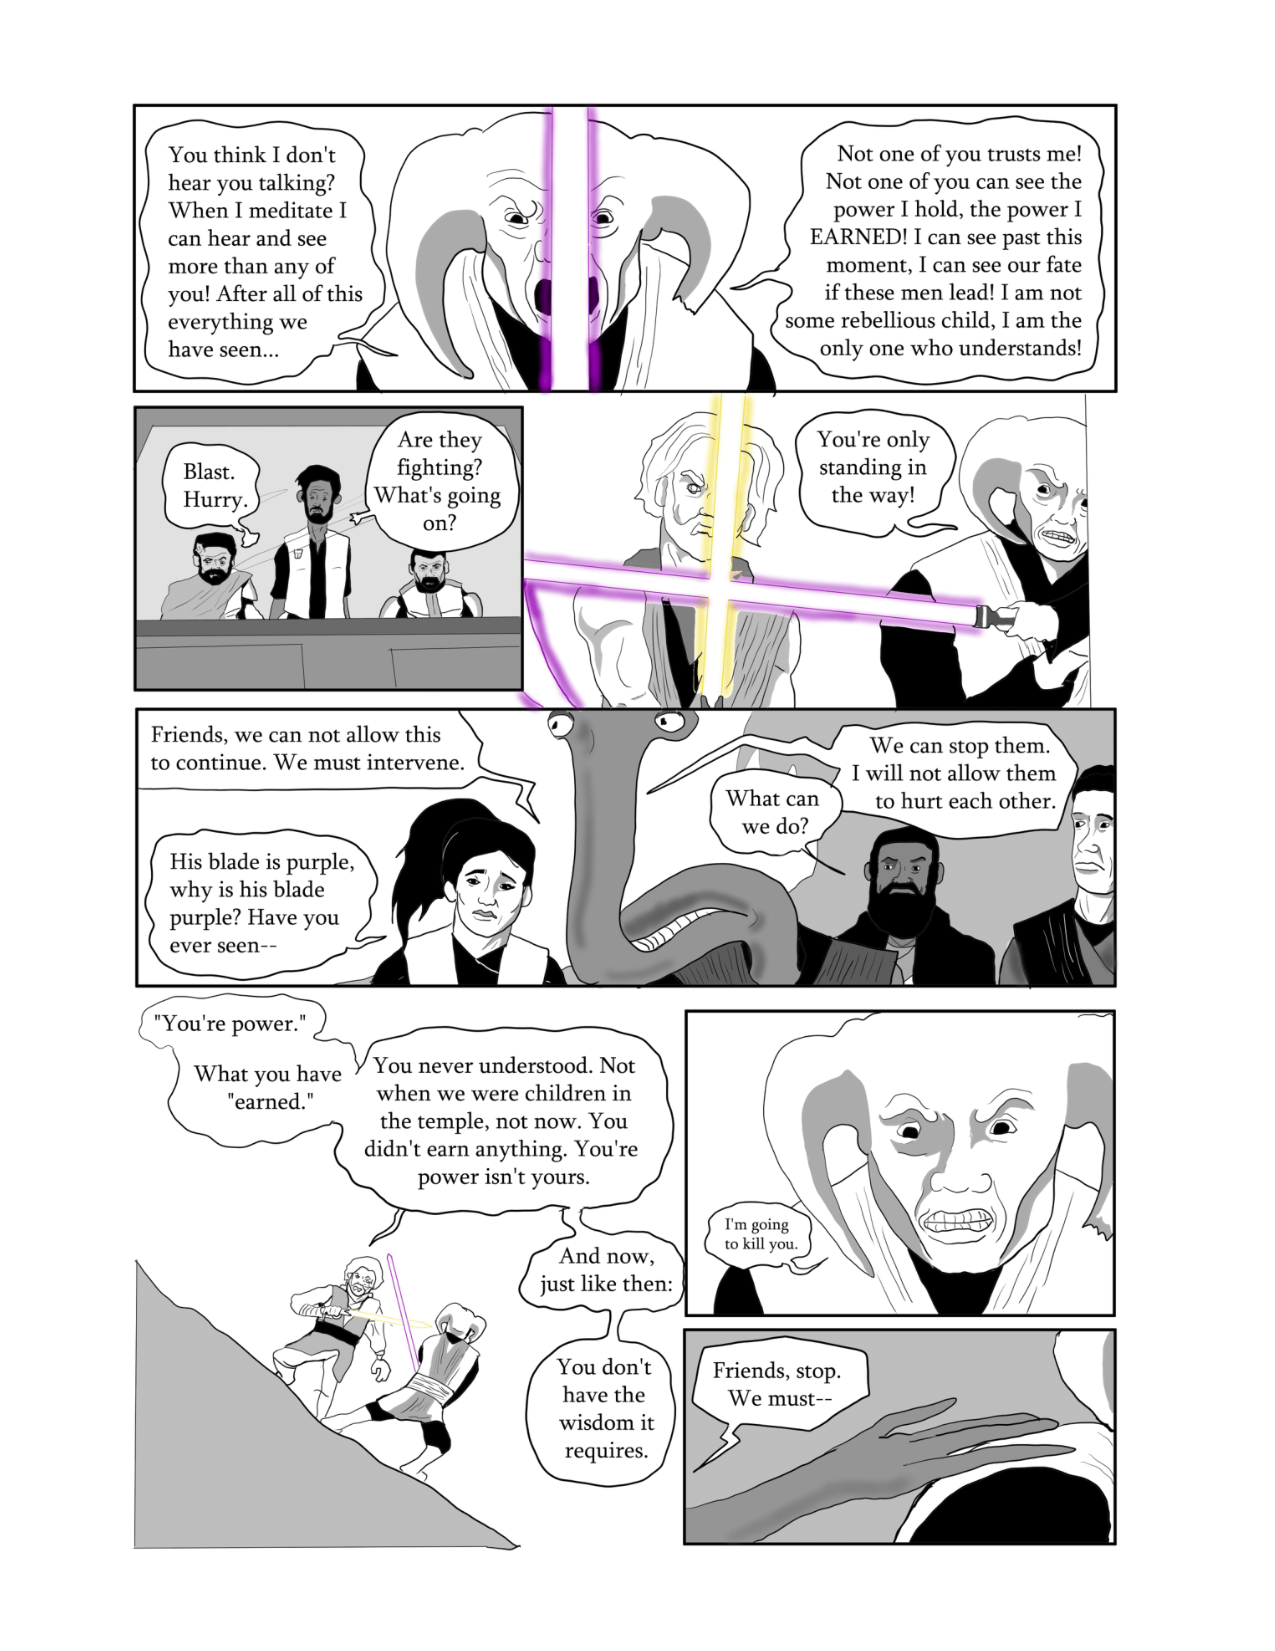 You think I don't
hear you talking?
When I meditate I
can hear and see
more than any of
you! After all of this
everything we
have seen...
Not one of you trusts me!
Not one of you can see the
power I hold, the power I
EARNED! I can see past this
moment, I can see our fate
if these men lead! I am not
some rebellious child, I am the
only one who understands!
Blast.
Hurry.
Are they
fighting?
What's going
on?
You're only
standing in
the way!
Friends, we can not allow this
to continue. We must intervene.
His blade is purple,
why is his blade
purple? Have you
ever seen--
What can
we do?
We can stop them.
I will not allow them
to hurt each other.
"You're power."
What you have
"earned."
You never understood. Not
when we were children in
the temple, not now. You
didn't earn anything. You're
power isn't yours.
And now,
just like then:
You don't
have the
wisdom it
requires.
I'm going
to kill you.
Friends, stop.
We must--